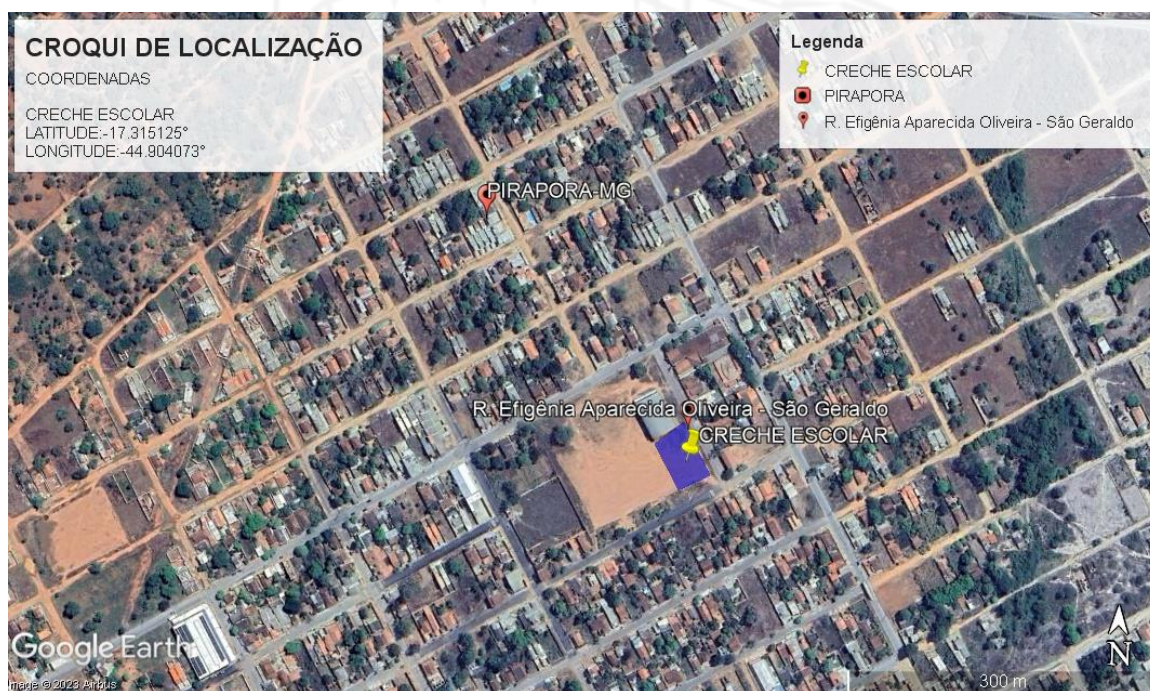 CROQUI DE LOCALIZAÇÃO
COORDENADAS
CRECHE ESCOLAR
LATITUDE:-17.315125°
LONGITUDE:-44.904073°
Legenda
CRECHE ESCOLAR
PIRAPORA
R. Efigênia Aparecida Oliveira - São Geraldo
PIRAPORA-MG
R. Efigênia Aparecida Oliveira - São Geraldo
CRECHE ESCOLAR
Google Earth
Image © 2023 Airbus
300 m
N